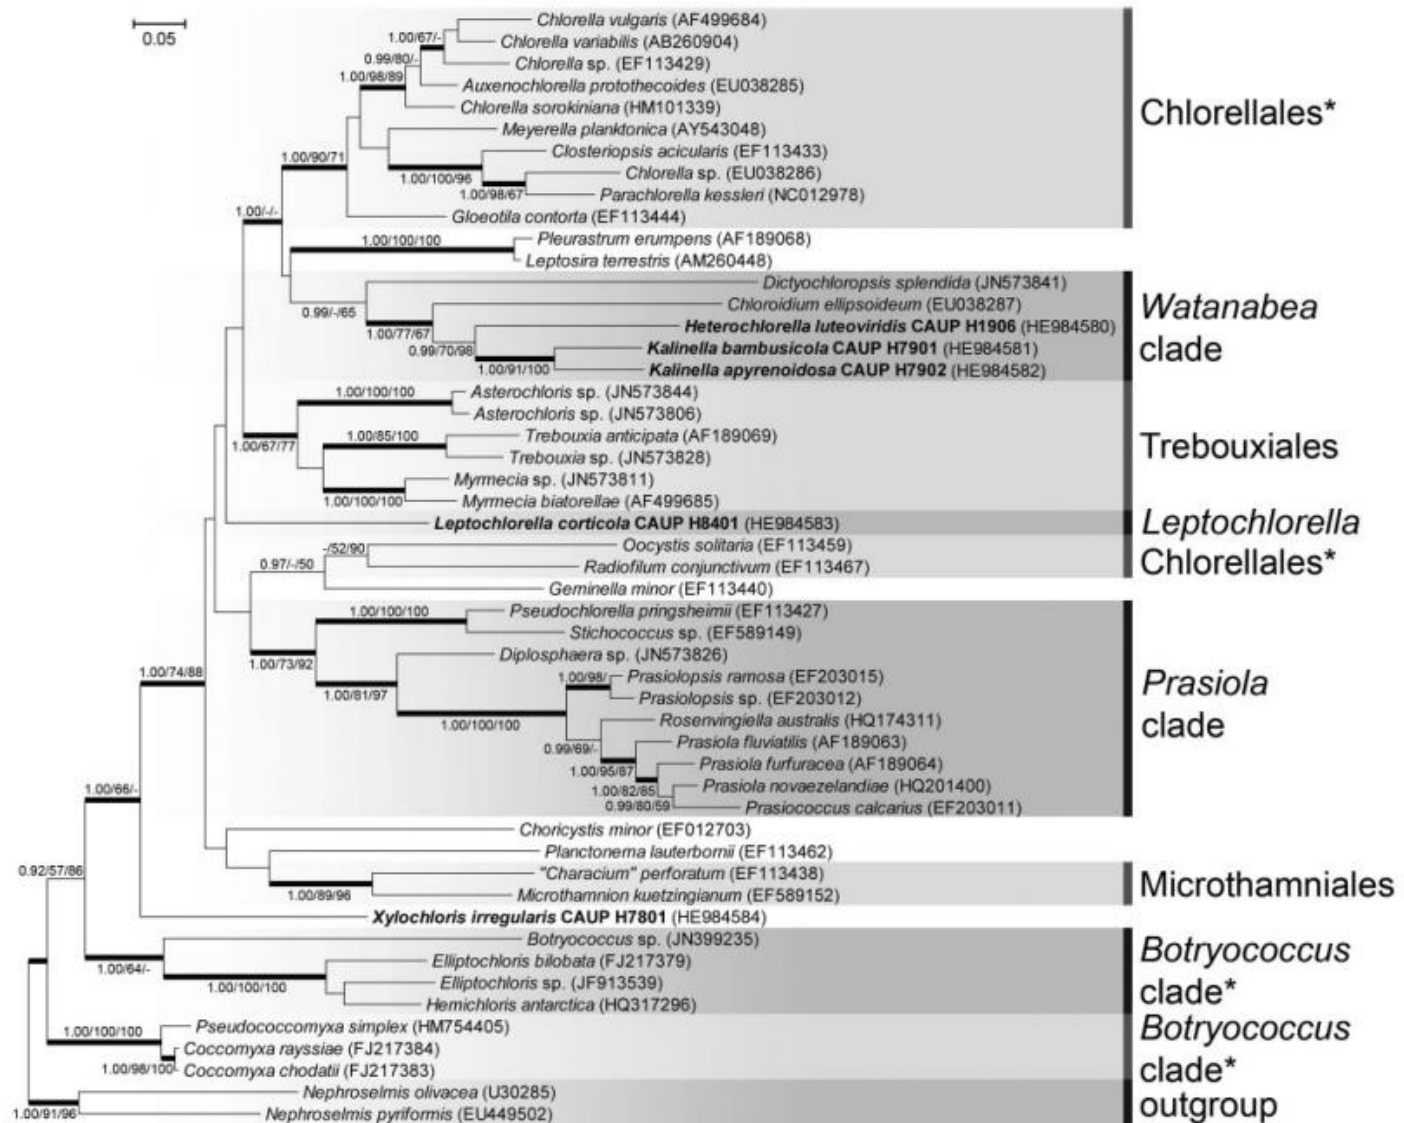 0.05
Chlorella vulgaris (AF499684)
1.00/67/-
Chlorella variabilis (AB260904)
0.99/80/-
Chlorella sp. (EF113429)
1.00/98/89
Auxenochlorella protothecoides (EU038285)
Chlorella sorokiniana (HM101339)
Chlorellales*
Meyerella planktonica (AY543048)
1.00/90/71
Closteriopsis acicularis (EF113433)
1.00/100/96
Chlorella sp. (EU038286)
1.00/98/67
Parachlorella kessleri (NC012978)
1.00/-/-
Gloeotila contorta (EF113444)
1.00/100/100
Pleurastrum erumpens (AF189068)
Leptosira terrestris (AM260448)
Dictyochloropsis splendida (JN573841)
0.99/-/65
Chloroidium ellipsoideum (EU038287)
Watanabea
clade
1.00/77/67
Heterochlorella luteoviridis CAUP H1906 (HE984580)
0.99/70/98
Kalinella bambusicola CAUP H7901 (HE984581)
1.00/91/100
Kalinella apyrenoidosa CAUP H7902 (HE984582)
1.00/100/100
Asterochloris sp. (JN573844)
Asterochloris sp. (JN573806)
1.00/67/77
1.00/85/100
Trebouxia anticipata (AF189069)
Trebouxiales
Trebouxia sp. (JN573828)
Myrmecia sp. (JN573811)
1.00/100/100
Myrmecia biatorellae (AF499685)
Leptochlorella corticola CAUP H8401 (HE984583)
Leptochlorella
-/52/90
Oocystis solitaria (EF113459)
0.97/-/50
Radiofilum conjunctivum (EF113467)
Chlorellales*
Geminella minor (EF113440)
1.00/100/100
Pseudochlorella pringsheimii (EF113427)
Stichococcus sp. (EF589149)
1.00/73/92
Diplosphaera sp. (JN573826)
1.00/74/88
1.00/98/
Prasiolopsis ramosa (EF203015)
1.00/81/97
Prasiolopsis sp. (EF203012)
Prasiola
clade
1.00/100/100
Rosenvingiella australis (HQ174311)
0.99/69/-
Prasiola fluviatilis (AF189063)
1.00/95/87
Prasiola furfuracea (AF189064)
1.00/82/85
Prasiola novaezelandiae (HQ201400)
0.99/80/59
Prasiococcus calcarius (EF203011)
1.00/66/-
Choricystis minor (EF012703)
Planctonema lauterbornii (EF113462)
0.92/57/86
"Characium" perforatum (EF113438)
1.00/89/96
Microthamnion kuetzingianum (EF589152)
Microthamniales
Xylochloris irregularis CAUP H7801 (HE984584)
Botryococcus sp. (JN399235)
1.00/64/-
Elliptochloris bilobata (FJ217379)
Botryococcus
clade*
1.00/100/100
Elliptochloris sp. (JF913539)
Hemichloris antarctica (HQ317296)
1.00/100/100
Pseudococcomyxa simplex (HM754405)
Botryococcus
clade*
Coccomyxa rayssiae (FJ217384)
1.00/98/100
Coccomyxa chodatii (FJ217383)
Nephroselmis olivacea (U30285)
1.00/91/96
Nephroselmis pyriformis (EU449502)
outgroup